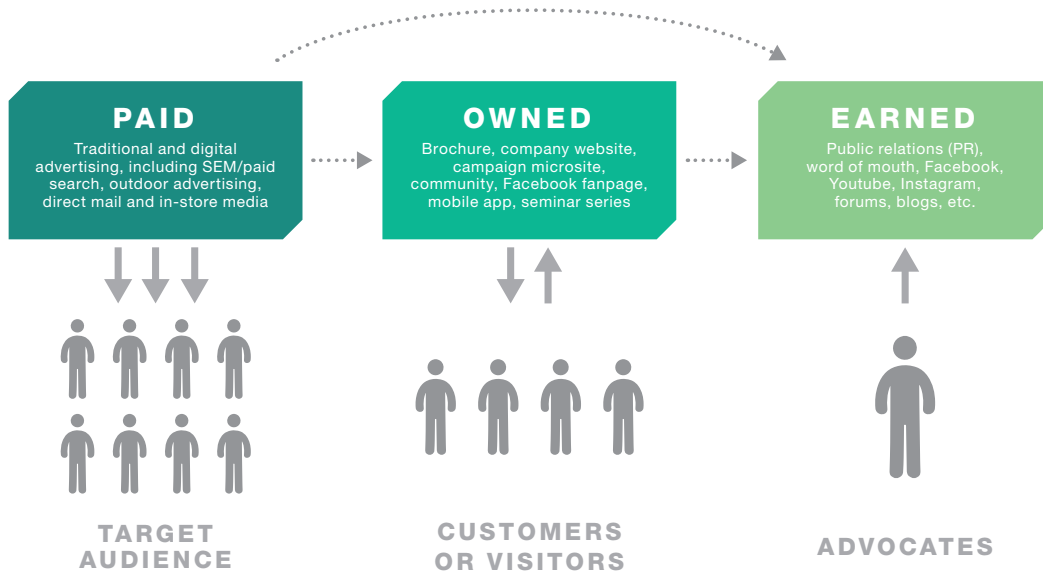 PAID
Traditional and digital
advertising, including SEM/paid
search, outdoor advertising,
direct mail and in-store media
OWNED
Brochure, company website,
campaign microsite,
community, Facebook fanpage,
mobile app, seminar series
EARNED
Public relations (PR),
word of mouth, Facebook,
Youtube, Instagram,
forums, blogs, etc.
TARGET
AUDIENCE
CUSTOMERS
OR VISITORS
ADVOCATES